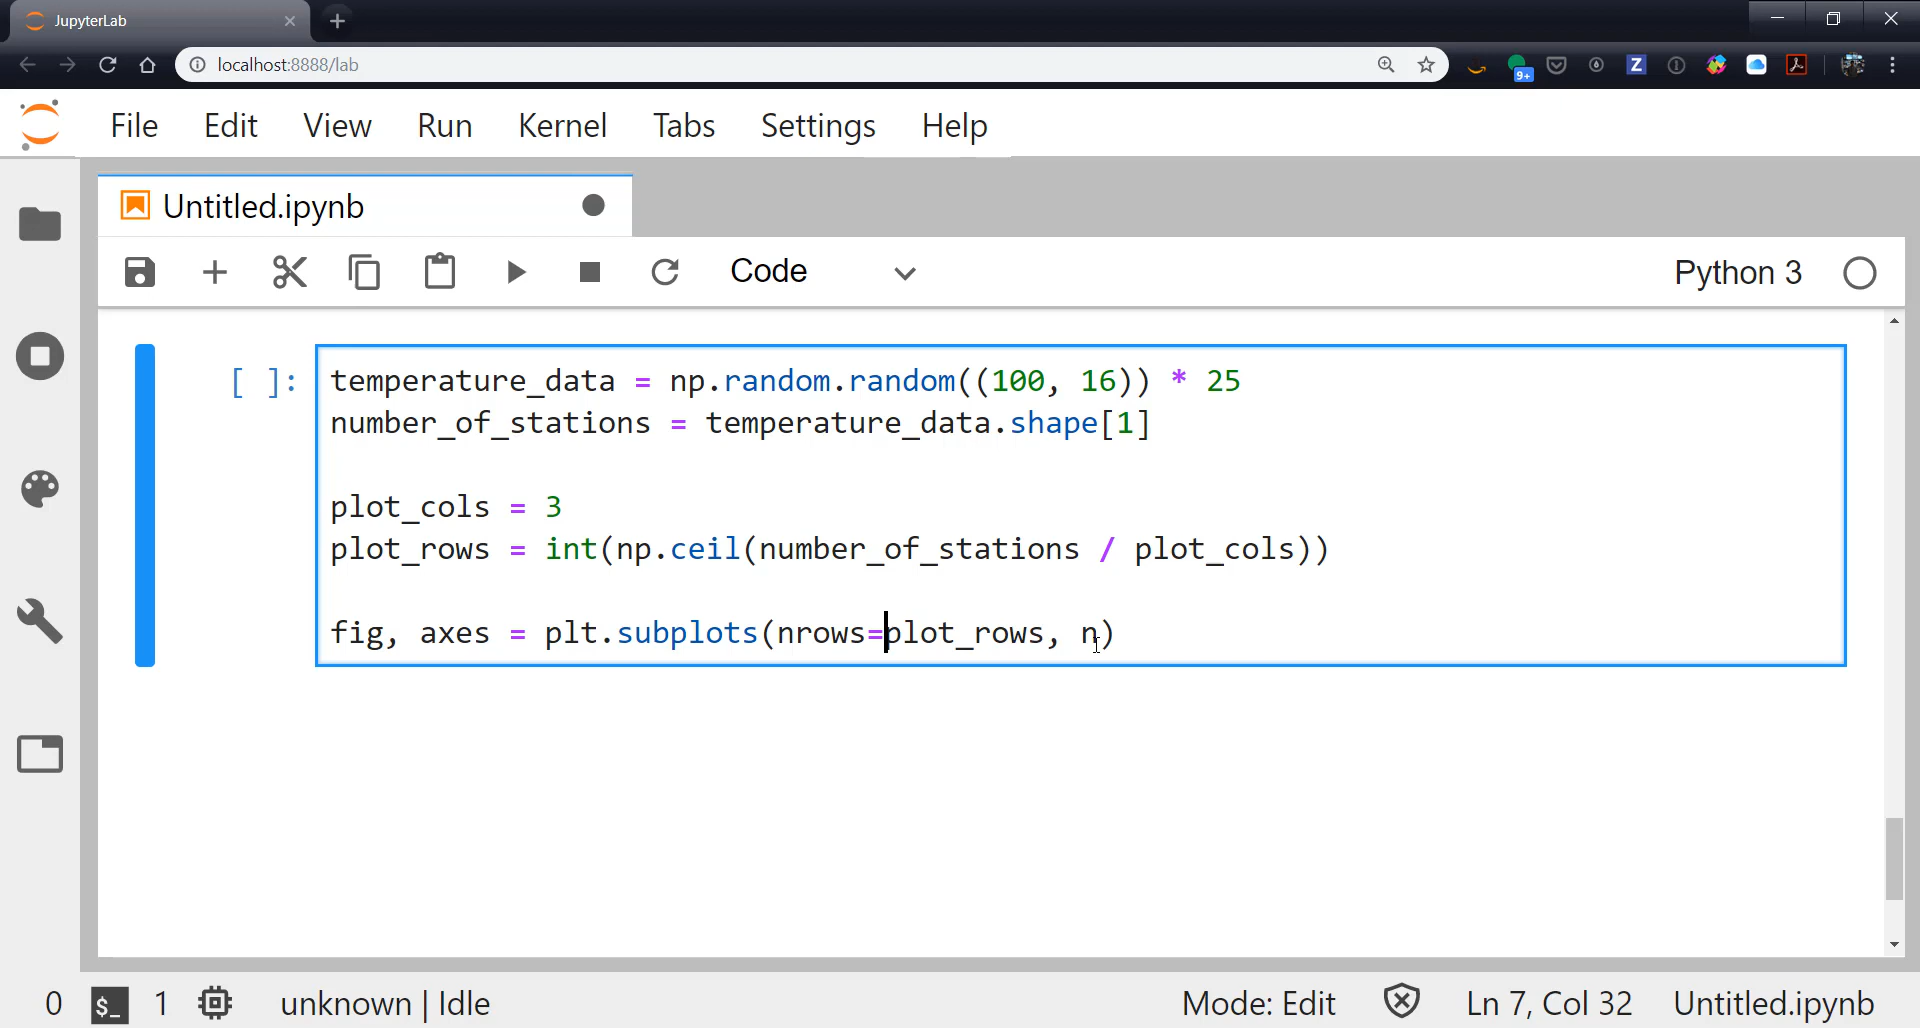 JupyterLab
localhost:8888/lab
9+
Z
File Edit View Run Kernel Tabs Settings Help
Untitled.ipynb
Code Python 3
[ ]:
temperature_data = np.random.random((100, 16)) * 25
number_of_stations = temperature_data.shape[1]
plot_cols = 3
plot_rows = int(np.ceil(number_of_stations / plot_cols))
fig, axes = plt.subplots(nrows=plot_rows, n)
0 $_ 1 unknown | Idle Mode: Edit Ln 7, Col 32 Untitled.ipynb